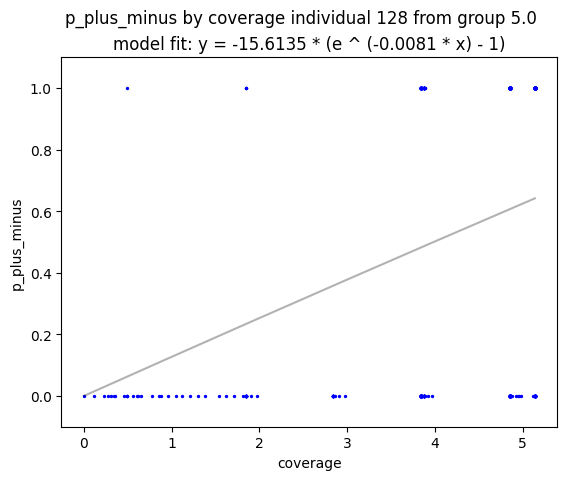 p_plus_minus by coverage individual 128 from group 5.0
model fit: y = -15.6135 * (e ^ (-0.0081 * x) - 1)
1.0
0.8
0.6
0.4
0.2
0.0
p_plus_minus
0 1 2 3 4 5
coverage